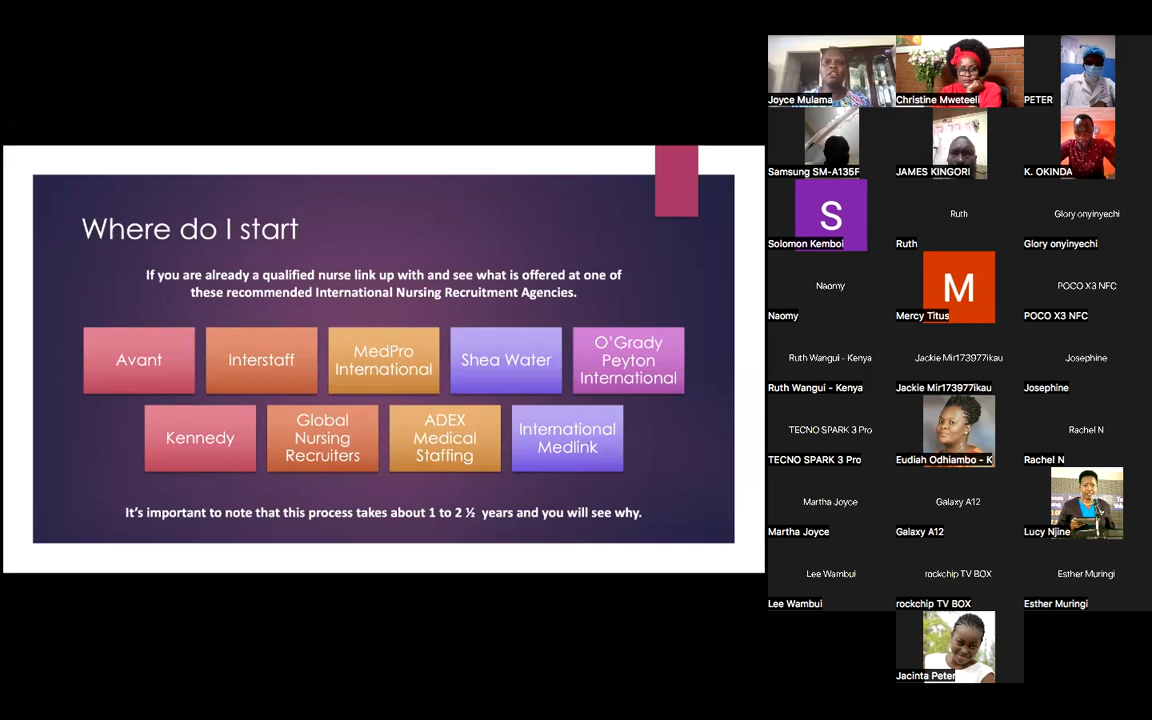 Where do I start
If you are already a qualified nurse link up with and see what is offered at one of
these recommended International Nursing Recruitment Agencies.
Avant
Interstaff
MedPro
International
Shea Water
O'Grady
Peyton
International
Kennedy
Global
Nursing
Recruiters
ADEX
Medical
Staffing
International
Medlink
It's important to note that this process takes about 1 to 2 ½ years and you will see why.
Joyce Mulama
Christine Mweteeli
PETER
Samsung SM-A135F
JAMES KINGORI
K. OKINDA
S
Solomon Kemboi
Ruth
Ruth
Glory onyinyechi
Glory onyinyechi
Naomy
Naomy
M
Mercy Titus
POCO X3 NFC
POCO X3 NFC
Ruth Wangui - Kenya
Ruth Wangui - Kenya
Jackie Mir173977ikau
Jackie Mir173977ikau
Josephine
Josephine
TECNO SPARK 3 Pro
TECNO SPARK 3 Pro
Eudiah Odhiambo - K
Rachel N
Rachel N
Martha Joyce
Martha Joyce
Galaxy A12
Galaxy A12
Lucy Njine
Lee Wambui
Lee Wambui
rockchip TV BOX
rockchip TV BOX
Esther Muringi
Esther Muringi
Jacinta Peter